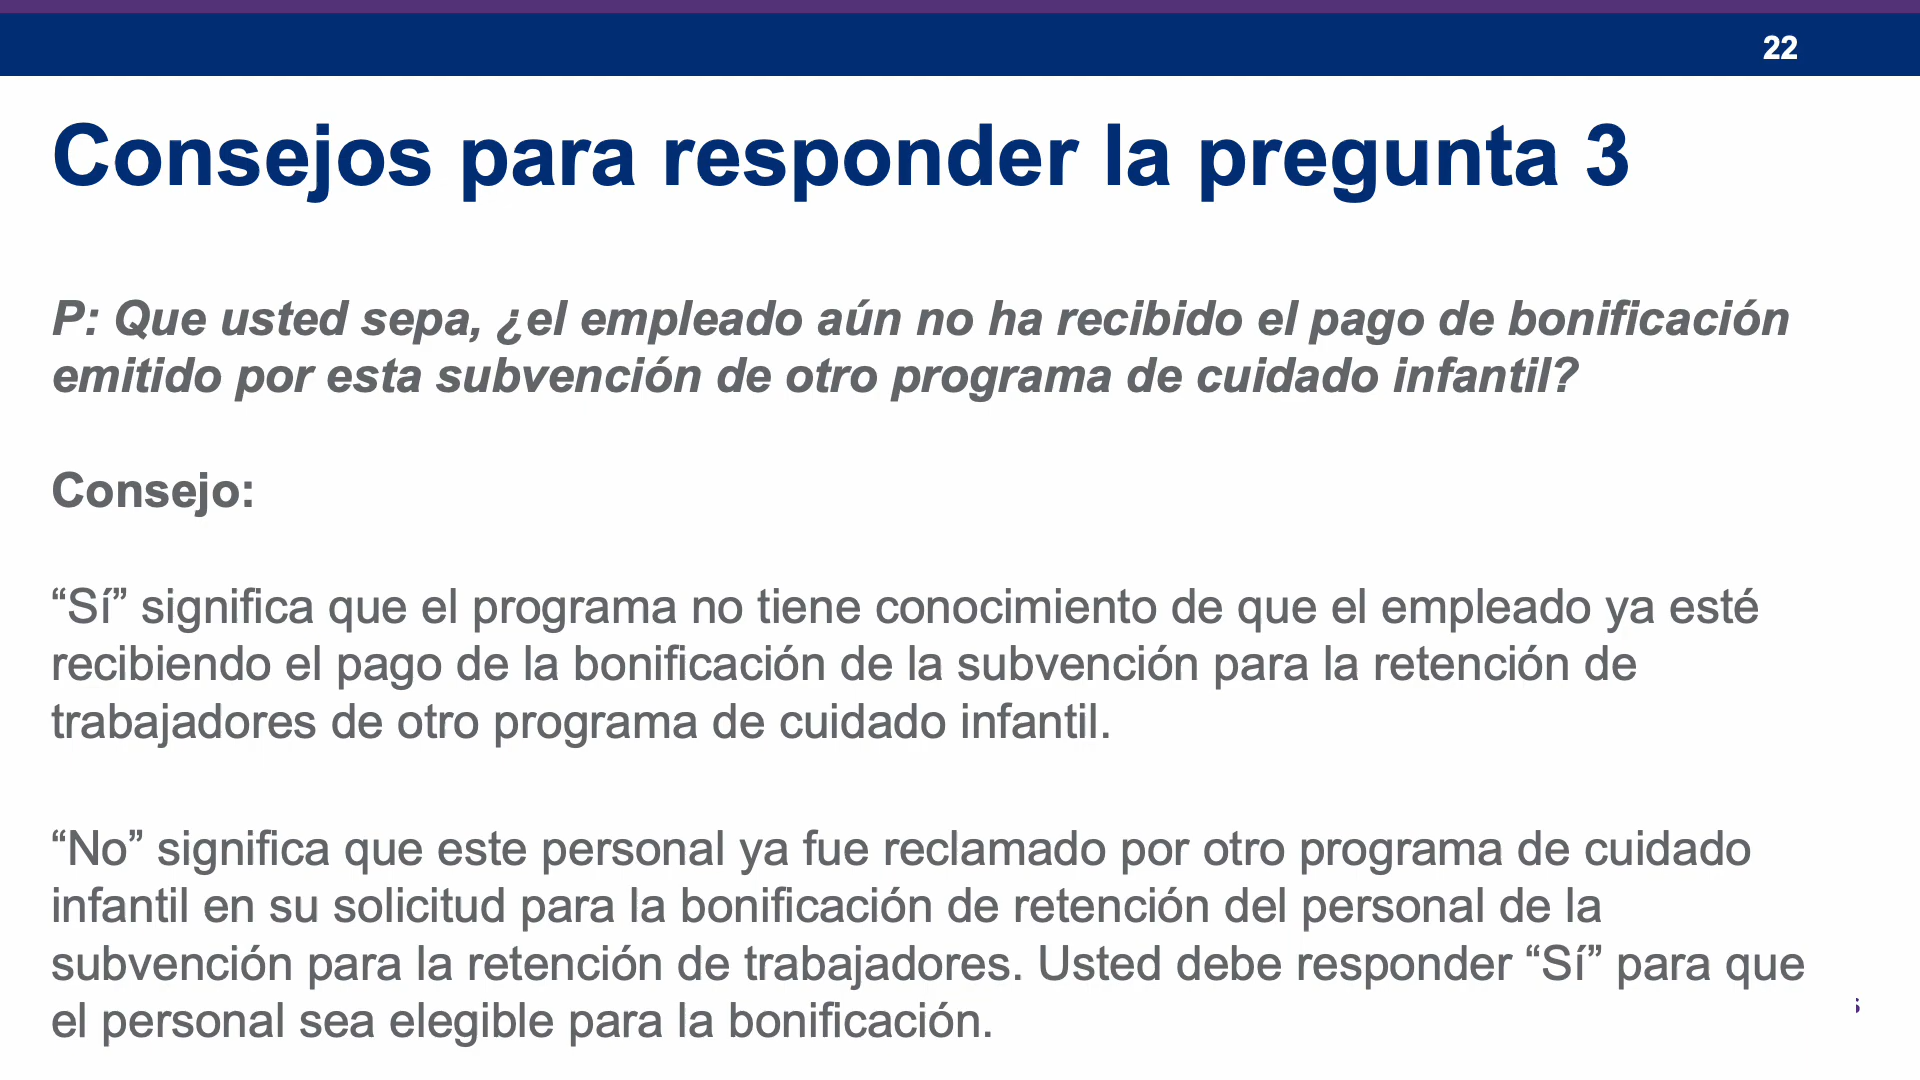 22
Consejos para responder la pregunta 3
P: Que usted sepa, ¿el empleado aún no ha recibido el pago de bonificación
emitido por esta subvención de otro programa de cuidado infantil?
Consejo:
“Sí” significa que el programa no tiene conocimiento de que el empleado ya esté
recibiendo el pago de la bonificación de la subvención para la retención de
trabajadores de otro programa de cuidado infantil.
“No” significa que este personal ya fue reclamado por otro programa de cuidado
infantil en su solicitud para la bonificación de retención del personal de la
subvención para la retención de trabajadores. Usted debe responder “Sí” para que
el personal sea elegible para la bonificación.